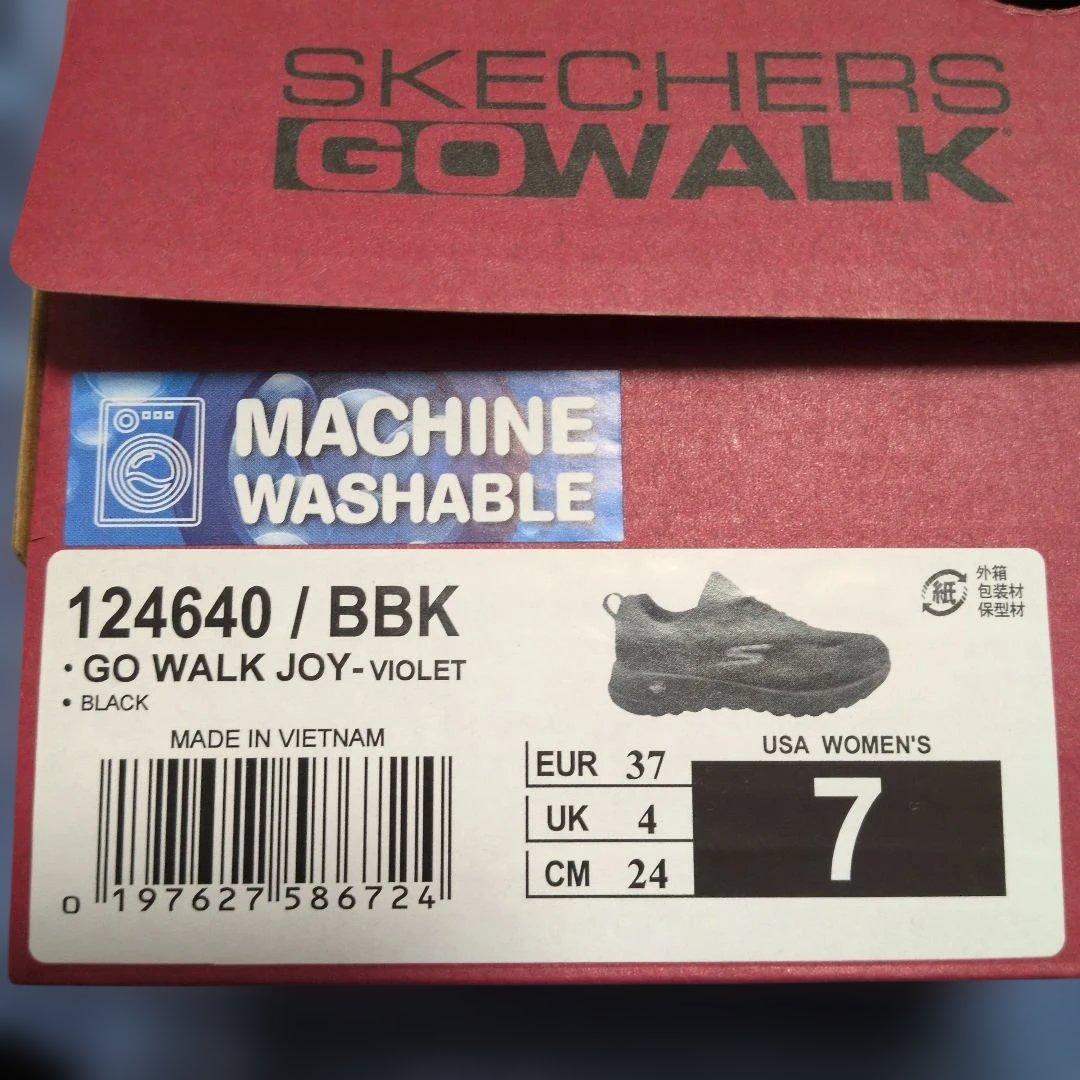 SKECHERS
GOWALK
MACHINE
WASHABLE
124640 / BBK
• GO WALK JOY-VIOLET
• BLACK
MADE IN VIETNAM
0 197627 586724
紙
外箱
包装材
保型材
EUR 37
UK 4
CM 24
USA WOMEN'S
7